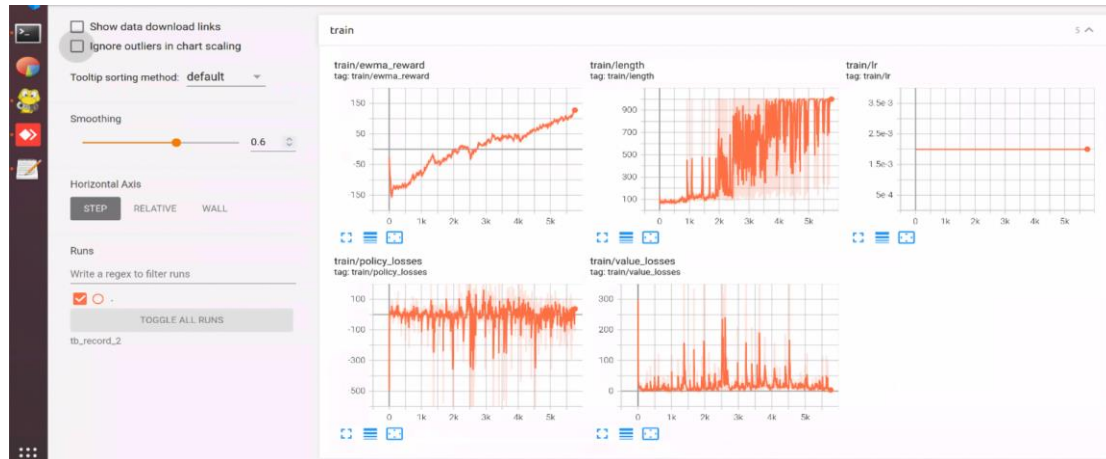 Show data download links
Ignore outliers in chart scaling
Tooltip sorting method: default
Smoothing
0.6
Horizontal Axis
STEP RELATIVE WALL
Runs
Write a regex to filter runs
.
TOGGLE ALL RUNS
tb_record_2
train
5
train/ewma_reward
tag: train/ewma_reward
150
50
-50
150
0 1k 2k 3k 4k 5k
train/length
tag: train/length
900
700
500
300
100
0 1k 2k 3k 4k 5k
train/lr
tag: train/lr
3.5e-3
2.5e-3
1.5e-3
5e-4
0 1k 2k 3k 4k 5k
train/policy_losses
tag: train/policy_losses
100
-100
-300
500
0 1k 2k 3k 4k 5k
train/value_losses
tag: train/value_losses
300
200
100
0
0 1k 2k 3k 4k 5k